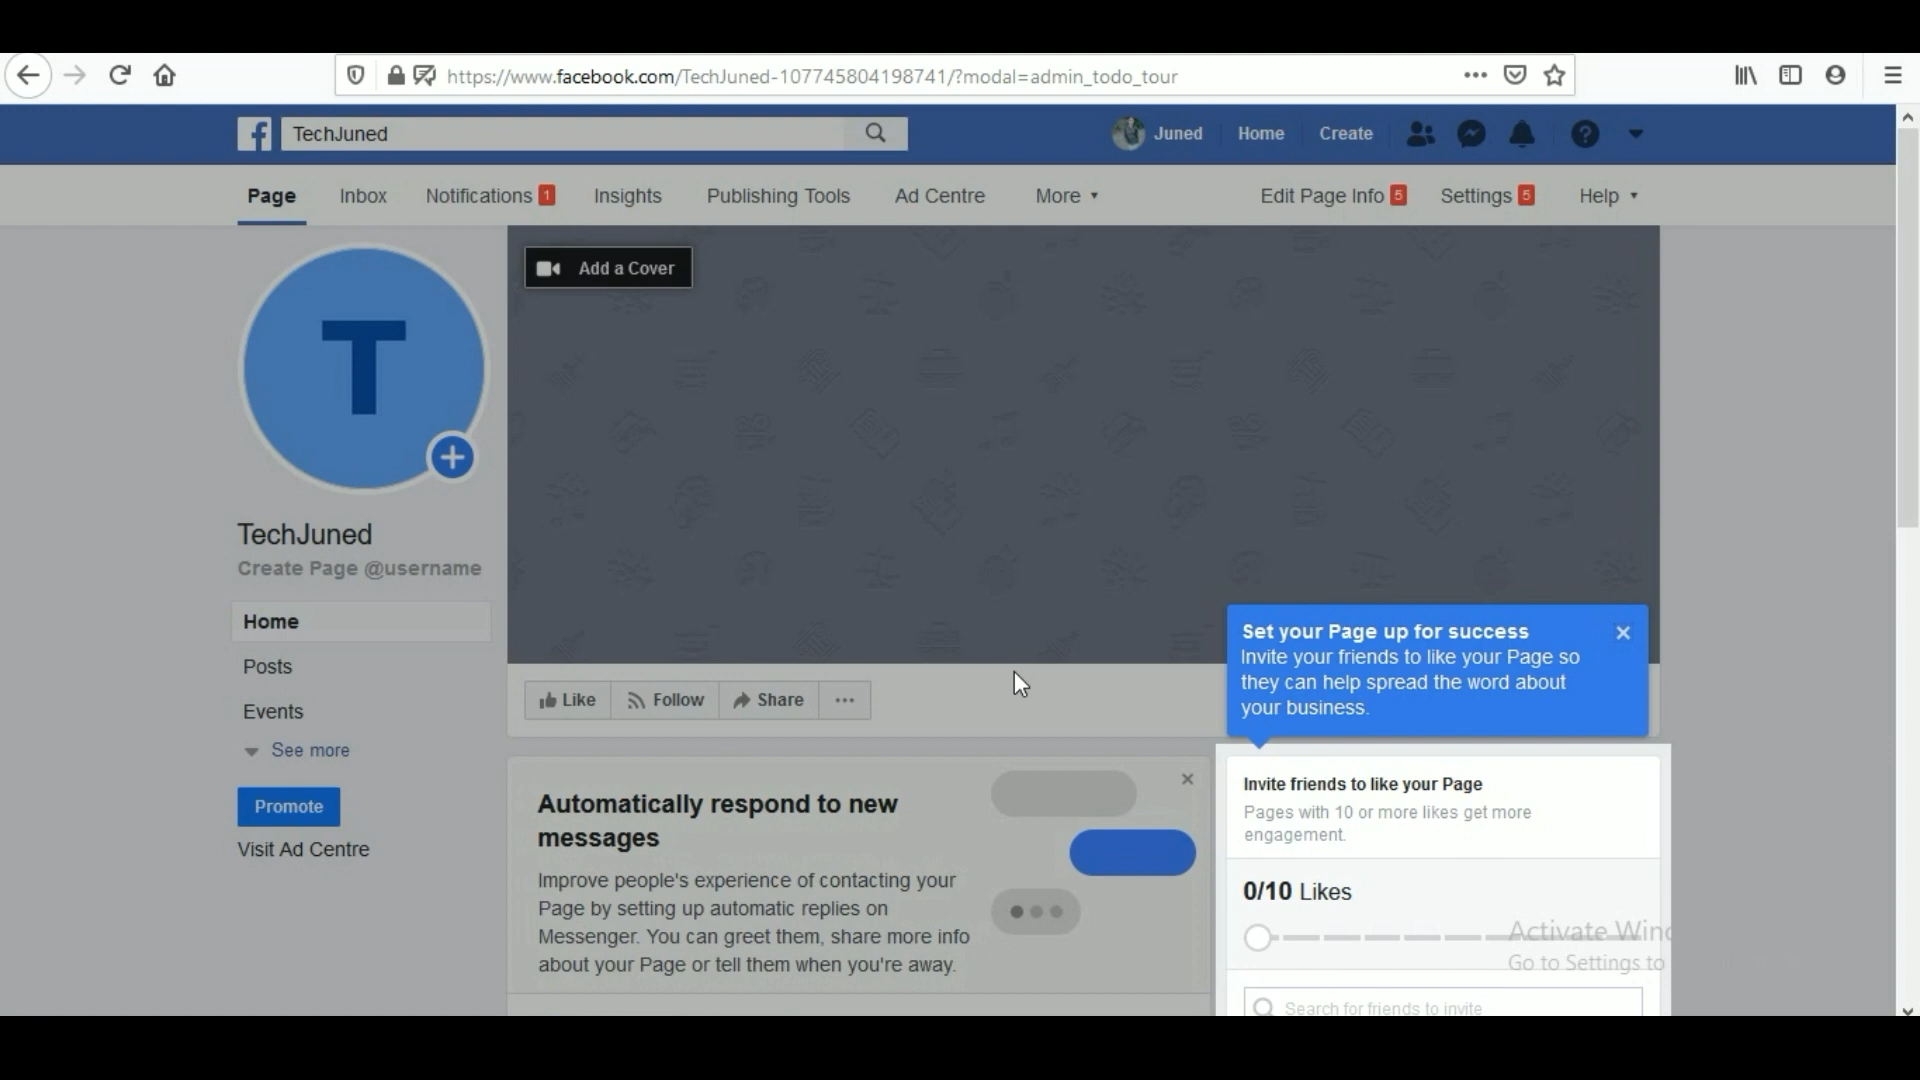 https://www.facebook.com/TechJuned-107745804198741/?modal=admin_todo_tour
f TechJuned
Juned Home Create ?
Page Inbox Notifications 1 Insights Publishing Tools Ad Centre More Edit Page Info 5 Settings 5 Help
Add a Cover
T
TechJuned
Create Page @username
Home
Posts
Events
See more
Promote
Visit Ad Centre
Like Follow Share
Set your Page up for success
Invite your friends to like your Page so
they can help spread the word about
your business.
Automatically respond to new
messages
Improve people's experience of contacting your
Page by setting up automatic replies on
Messenger. You can greet them, share more info
about your Page or tell them when you're away.
Invite friends to like your Page
Pages with 10 or more likes get more
engagement.
0/10 Likes
Activate Winc
Go to Settings to
Search for friends to invite